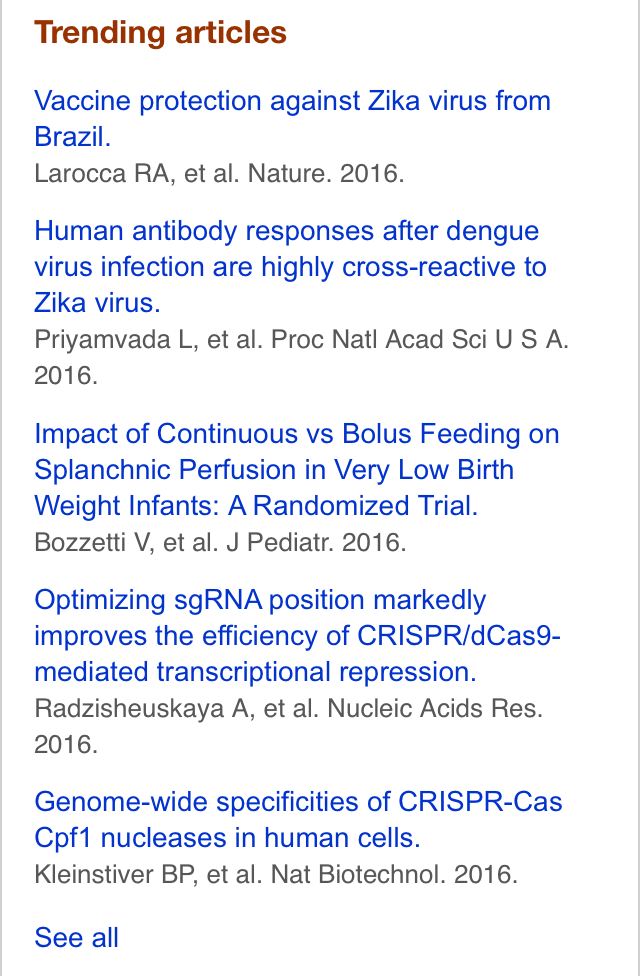 Trending articles
Vaccine protection against Zika virus from
Brazil.
Larocca RA, et al. Nature. 2016.
Human antibody responses after dengue
virus infection are highly cross-reactive to
Zika virus.
Priyamvada L, et al. Proc Natl Acad Sci U S A.
2016.
Impact of Continuous vs Bolus Feeding on
Splanchnic Perfusion in Very Low Birth
Weight Infants: A Randomized Trial.
Bozzetti V, et al. J Pediatr. 2016.
Optimizing sgRNA position markedly
improves the efficiency of CRISPR/dCas9-
mediated transcriptional repression.
Radzisheuskaya A, et al. Nucleic Acids Res.
2016.
Genome-wide specificities of CRISPR-Cas
Cpf1 nucleases in human cells.
Kleinstiver BP, et al. Nat Biotechnol. 2016.
See all